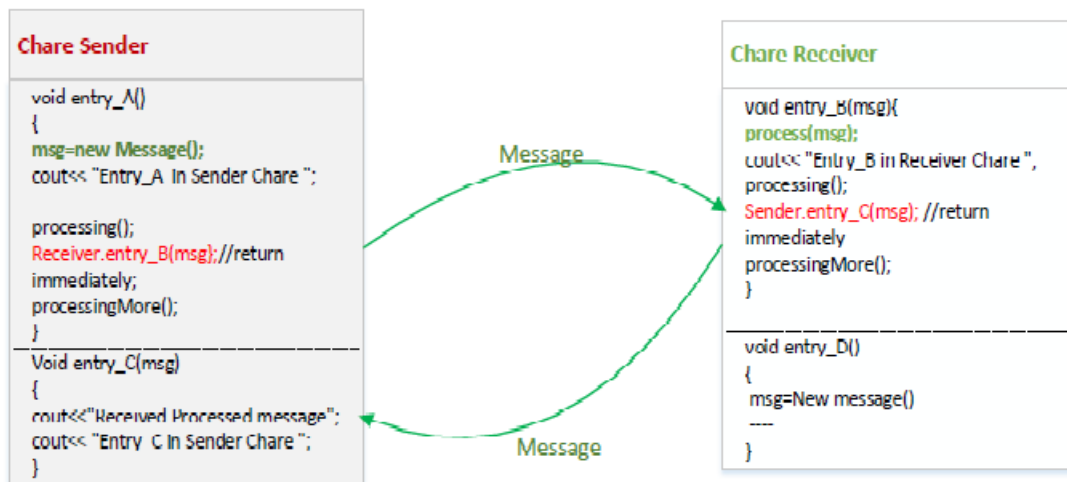 Chare Sender
void entry_A()
{
msg=new Message();
cout<< "Entry_A In Sender Chare ";
processing();
Receiver.entry_B(msg);//return
immediately;
processingMore();
}
Void entry_C(msg)
{
cout<<"Received Processed message";
cout<< "Entry_C in Sender Chare ";
}
Message
Message
Chare Receiver
void entry_B(msg){
process(msg);
cout<< "Entry_B in Receiver Chare ",
processing();
Sender.entry_C(msg); //return
immediately
processingMore();
}
void entry_D()
{
msg=New message()
----
}